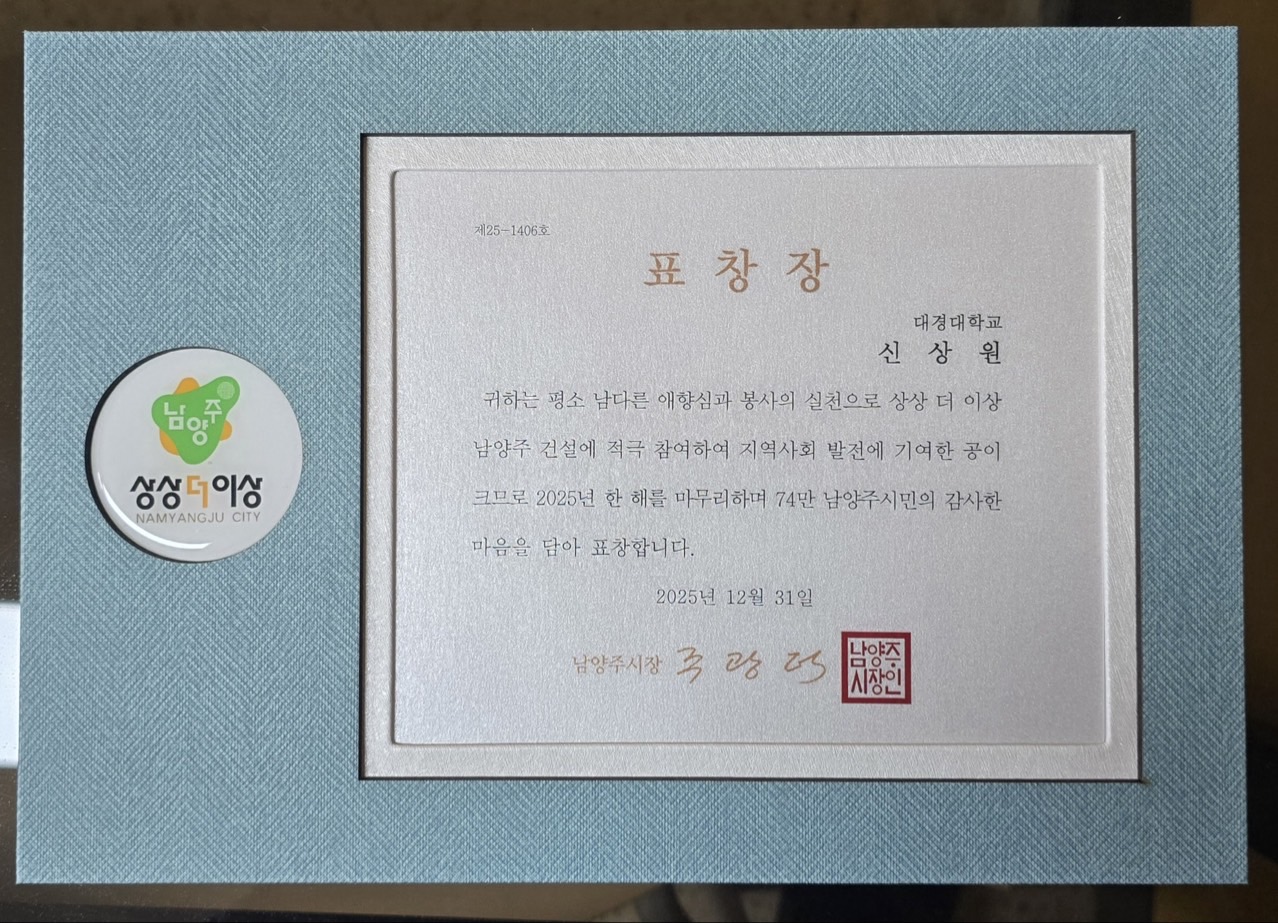 남양주
상상더이상
NAMYANGJU CITY
제25-1406호
표 창 장
대경대학교
신 상 원
귀하는 평소 남다른 애향심과 봉사의 실천으로 상상 더 이상
남양주 건설에 적극 참여하여 지역사회 발전에 기여한 공이
크므로 2025년 한 해를 마무리하며 74만 남양주시민의 감사한
마음을 담아 표창합니다.
2025년 12월 31일
남양주시장 주 광 덕
남양주
시장인